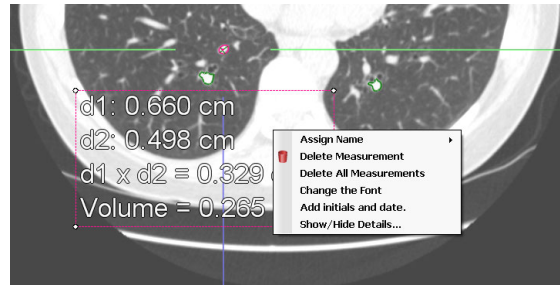 d1: 0.660 cm
d2: 0.498 cm
d1 x d2 = 0.329
Volume = 0.265
Assign Name
Delete Measurement
Delete All Measurements
Change the Font
Add initials and date.
Show/Hide Details...